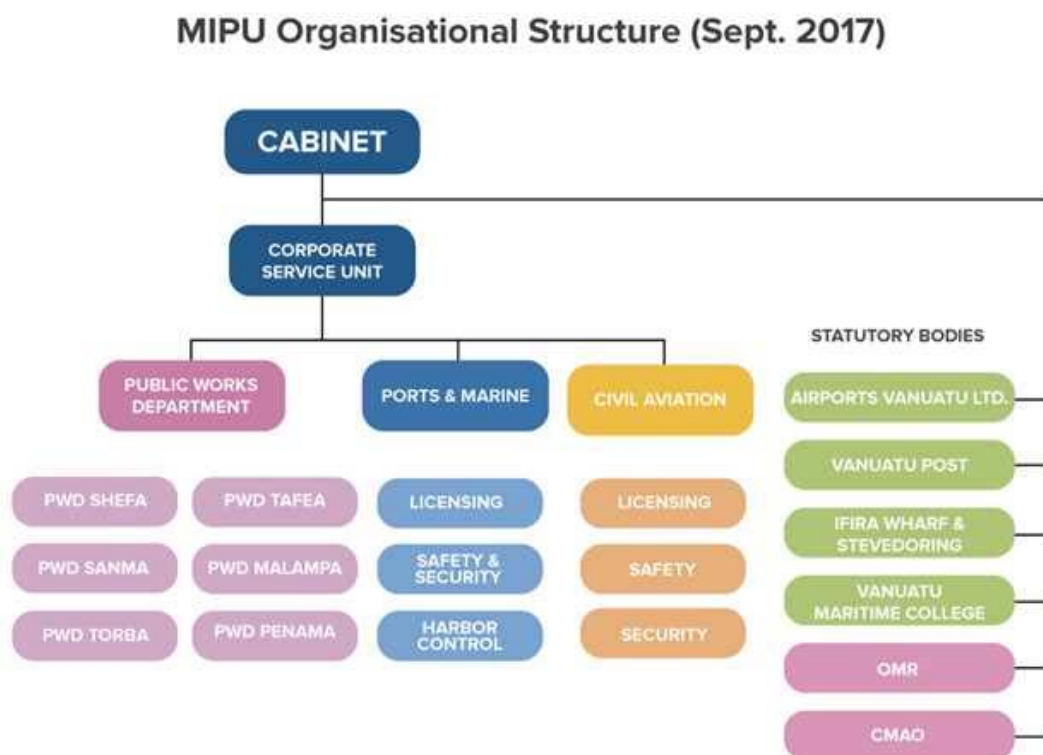 MIPU Organisational Structure (Sept. 2017)
CABINET
CORPORATE
SERVICE UNIT
STATUTORY BODIES
PUBLIC WORKS
DEPARTMENT
PORTS & MARINE
CIVIL AVIATION
PWD SHEFA
PWD TAFEA
PWD SANMA
PWD MALAMPA
PWD TORBA
PWD PENAMA
LICENSING
SAFETY &
SECURITY
HARBOR
CONTROL
LICENSING
SAFETY
SECURITY
AIRPORTS VANUATU LTD.
VANUATU POST
IFIRA WHARF &
STEVEDORING
VANUATU
MARITIME COLLEGE
OMR
CMAO